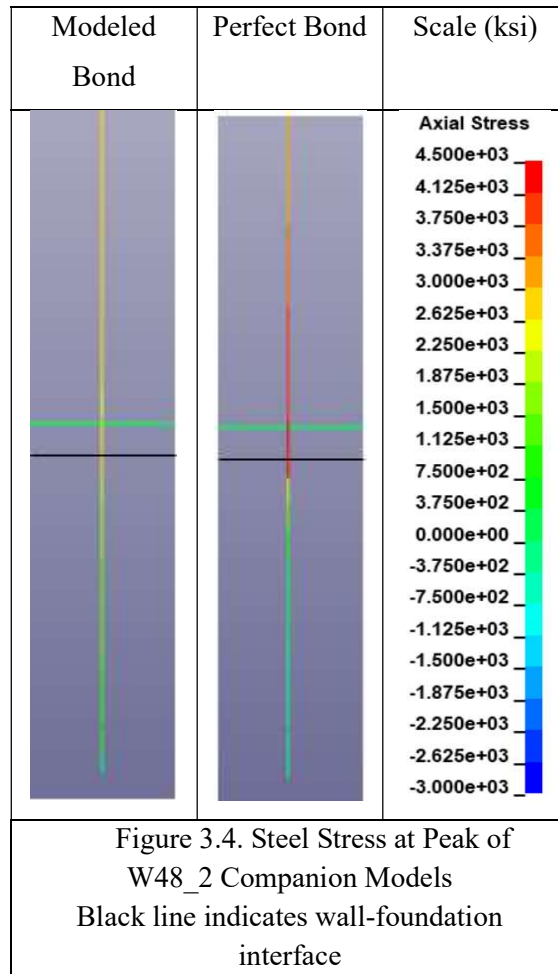 Modeled
Bond
Perfect Bond
Scale (ksi)
Axial Stress
4.500e+03
4.125e+03
3.750e+03
3.375e+03
3.000e+03
2.625e+03
2.250e+03
1.875e+03
1.500e+03
1.125e+03
7.500e+02
3.750e+02
0.000e+00
-3.750e+02
-7.500e+02
-1.125e+03
-1.500e+03
-1.875e+03
-2.250e+03
-2.625e+03
-3.000e+03
Figure 3.4. Steel Stress at Peak of
W48_2 Companion Models
Black line indicates wall-foundation
interface